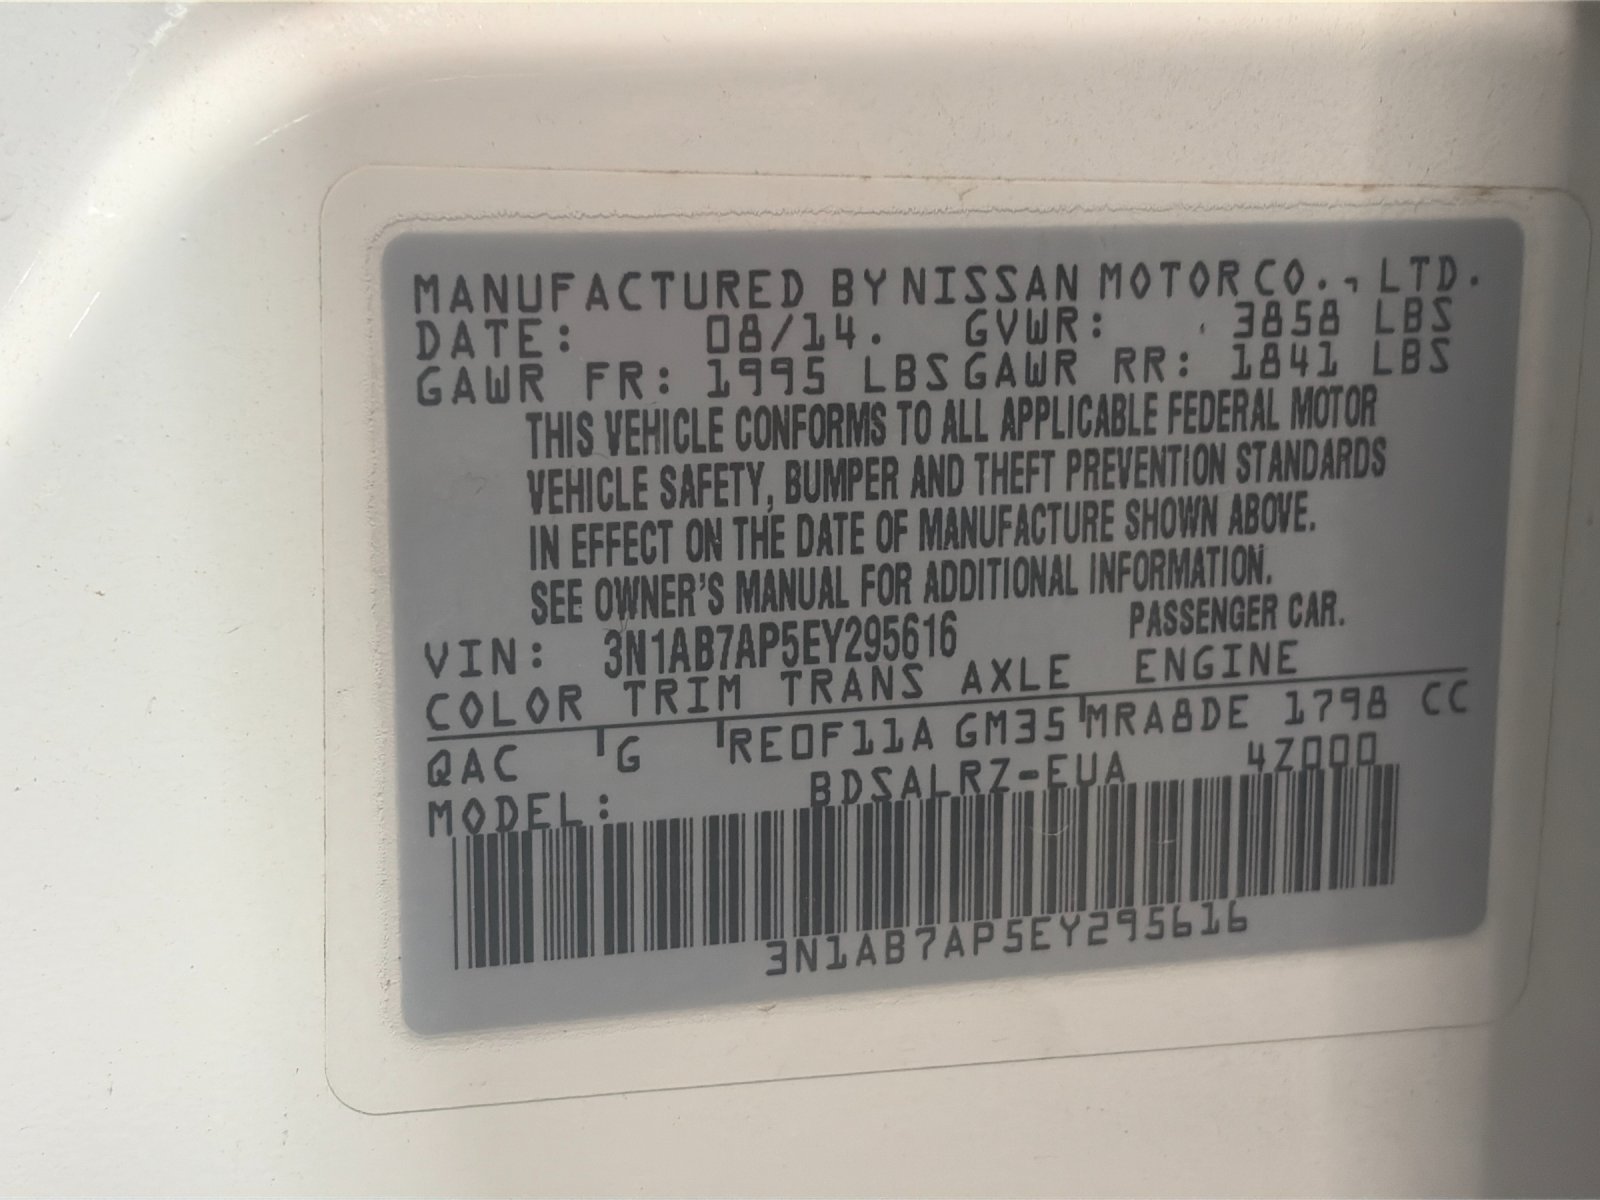 MANUFACTURED BY NISSAN MOTOR CO., LTD.
DATE: 08/14. GVWR: 3858 LBS
GAWR FR: 1995 LBS GAWR RR: 1841 LBS
THIS VEHICLE CONFORMS TO ALL APPLICABLE FEDERAL MOTOR
VEHICLE SAFETY, BUMPER AND THEFT PREVENTION STANDARDS
IN EFFECT ON THE DATE OF MANUFACTURE SHOWN ABOVE.
SEE OWNER'S MANUAL FOR ADDITIONAL INFORMATION.
VIN: 3N1AB7AP5EY295616 PASSENGER CAR.
COLOR TRIM TRANS AXLE ENGINE
QAC G RE0F11A GM35 MRA8DE 1798 CC
MODEL: BDSALRZ-EUA 4Z000
3N1AB7AP5EY295616